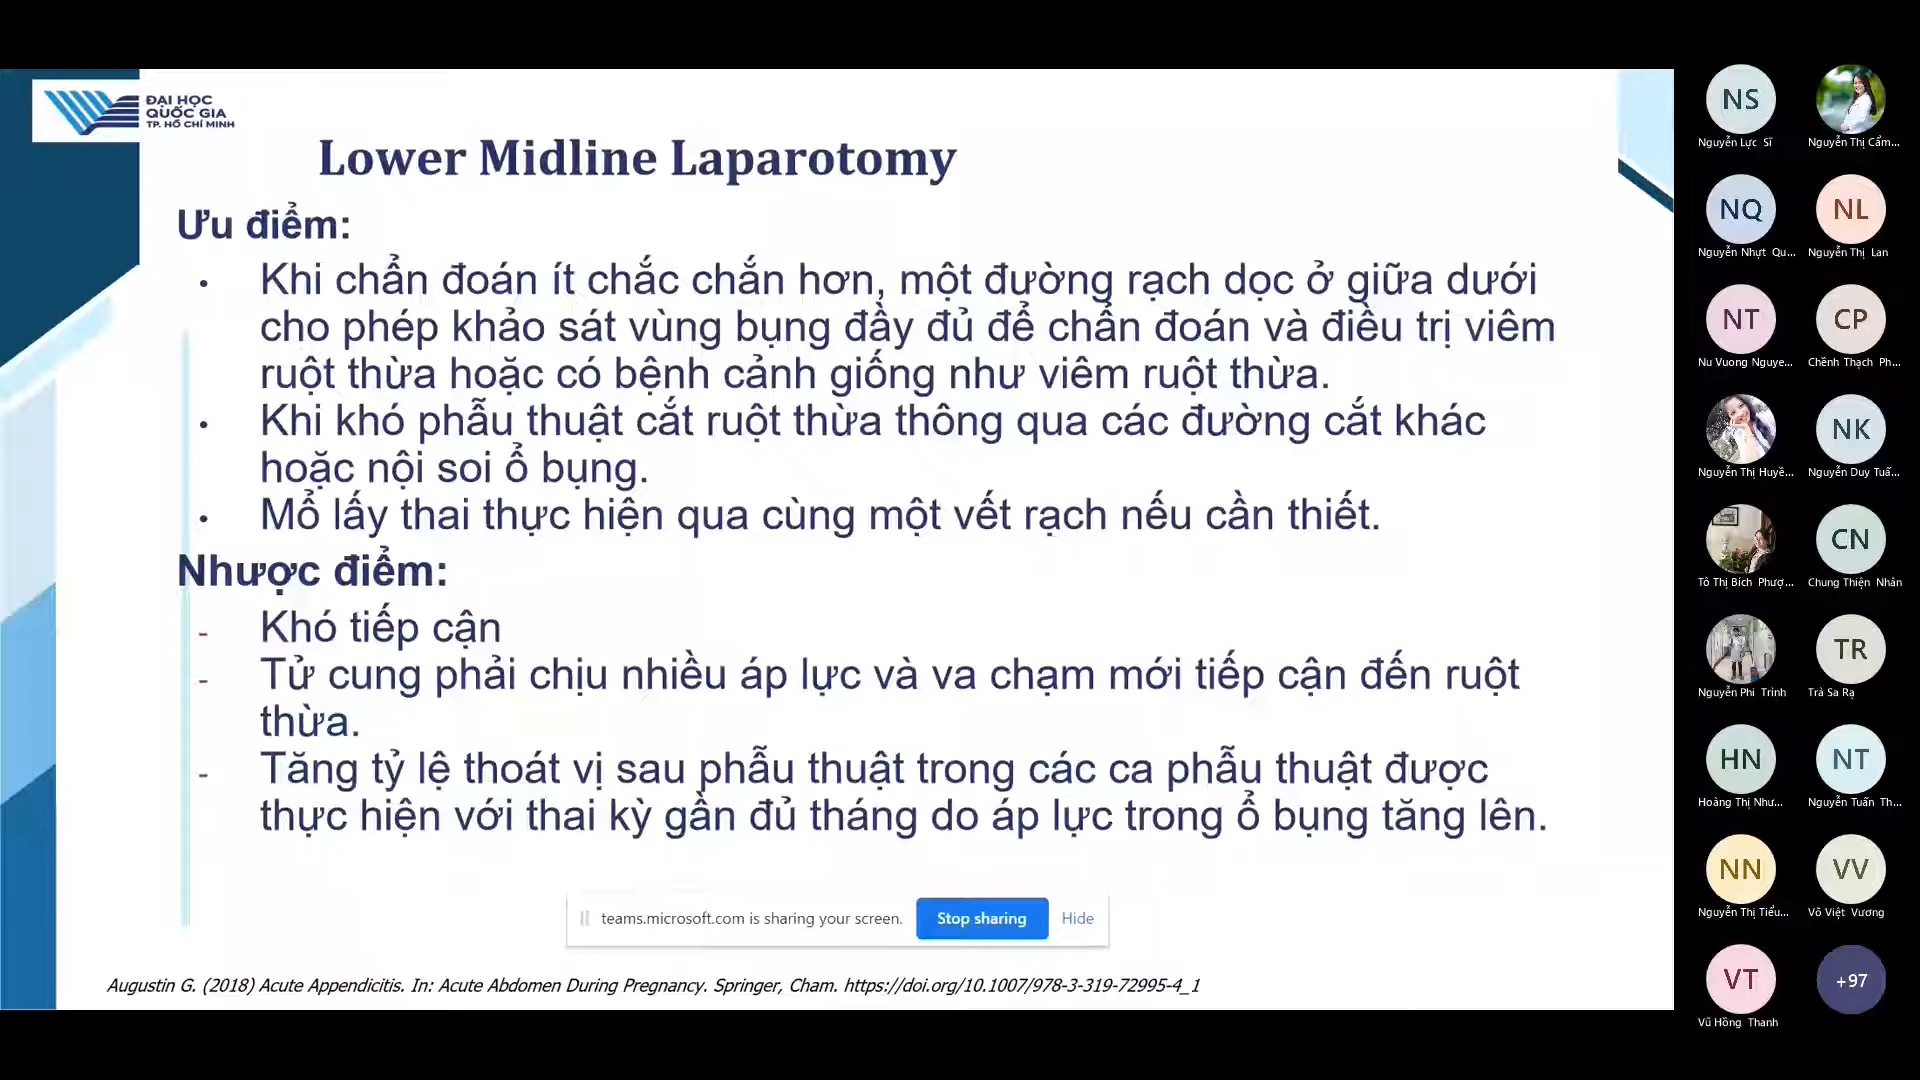 ĐẠI HỌC
QUỐC GIA
TP. HỒ CHÍ MINH
Lower Midline Laparotomy
Ưu điểm:
• Khi chẩn đoán ít chắc chắn hơn, một đường rạch dọc ở giữa dưới
cho phép khảo sát vùng bụng đầy đủ để chẩn đoán và điều trị viêm
ruột thừa hoặc có bệnh cảnh giống như viêm ruột thừa.
• Khi khó phẫu thuật cắt ruột thừa thông qua các đường cắt khác
hoặc nội soi ổ bụng.
• Mổ lấy thai thực hiện qua cùng một vết rạch nếu cần thiết.
Nhược điểm:
- Khó tiếp cận
- Tử cung phải chịu nhiều áp lực và va chạm mới tiếp cận đến ruột
thừa.
- Tăng tỷ lệ thoát vị sau phẫu thuật trong các ca phẫu thuật được
thực hiện với thai kỳ gần đủ tháng do áp lực trong ổ bụng tăng lên.
teams.microsoft.com is sharing your screen.
Stop sharing
Hide
Augustin G. (2018) Acute Appendicitis. In: Acute Abdomen During Pregnancy. Springer, Cham. https://doi.org/10.1007/978-3-319-72995-4_1
NS
Nguyễn Lực Sĩ
Nguyễn Thị Cẩm...
NQ
Nguyễn Nhựt Qu...
NL
Nguyễn Thị Lan
NT
Nu Vuong Nguye...
CP
Chềnh Thạch Ph...
Nguyễn Thị Huyề...
NK
Nguyễn Duy Tuấ...
Tô Thị Bích Phượ...
CN
Chung Thiện Nhân
Nguyễn Phi Trinh
TR
Trà Sa Rạ
HN
Hoàng Thị Như...
NT
Nguyễn Tuấn Th...
NN
Nguyễn Thị Tiểu...
VV
Võ Việt Vương
VT
Vũ Hồng Thanh
+97